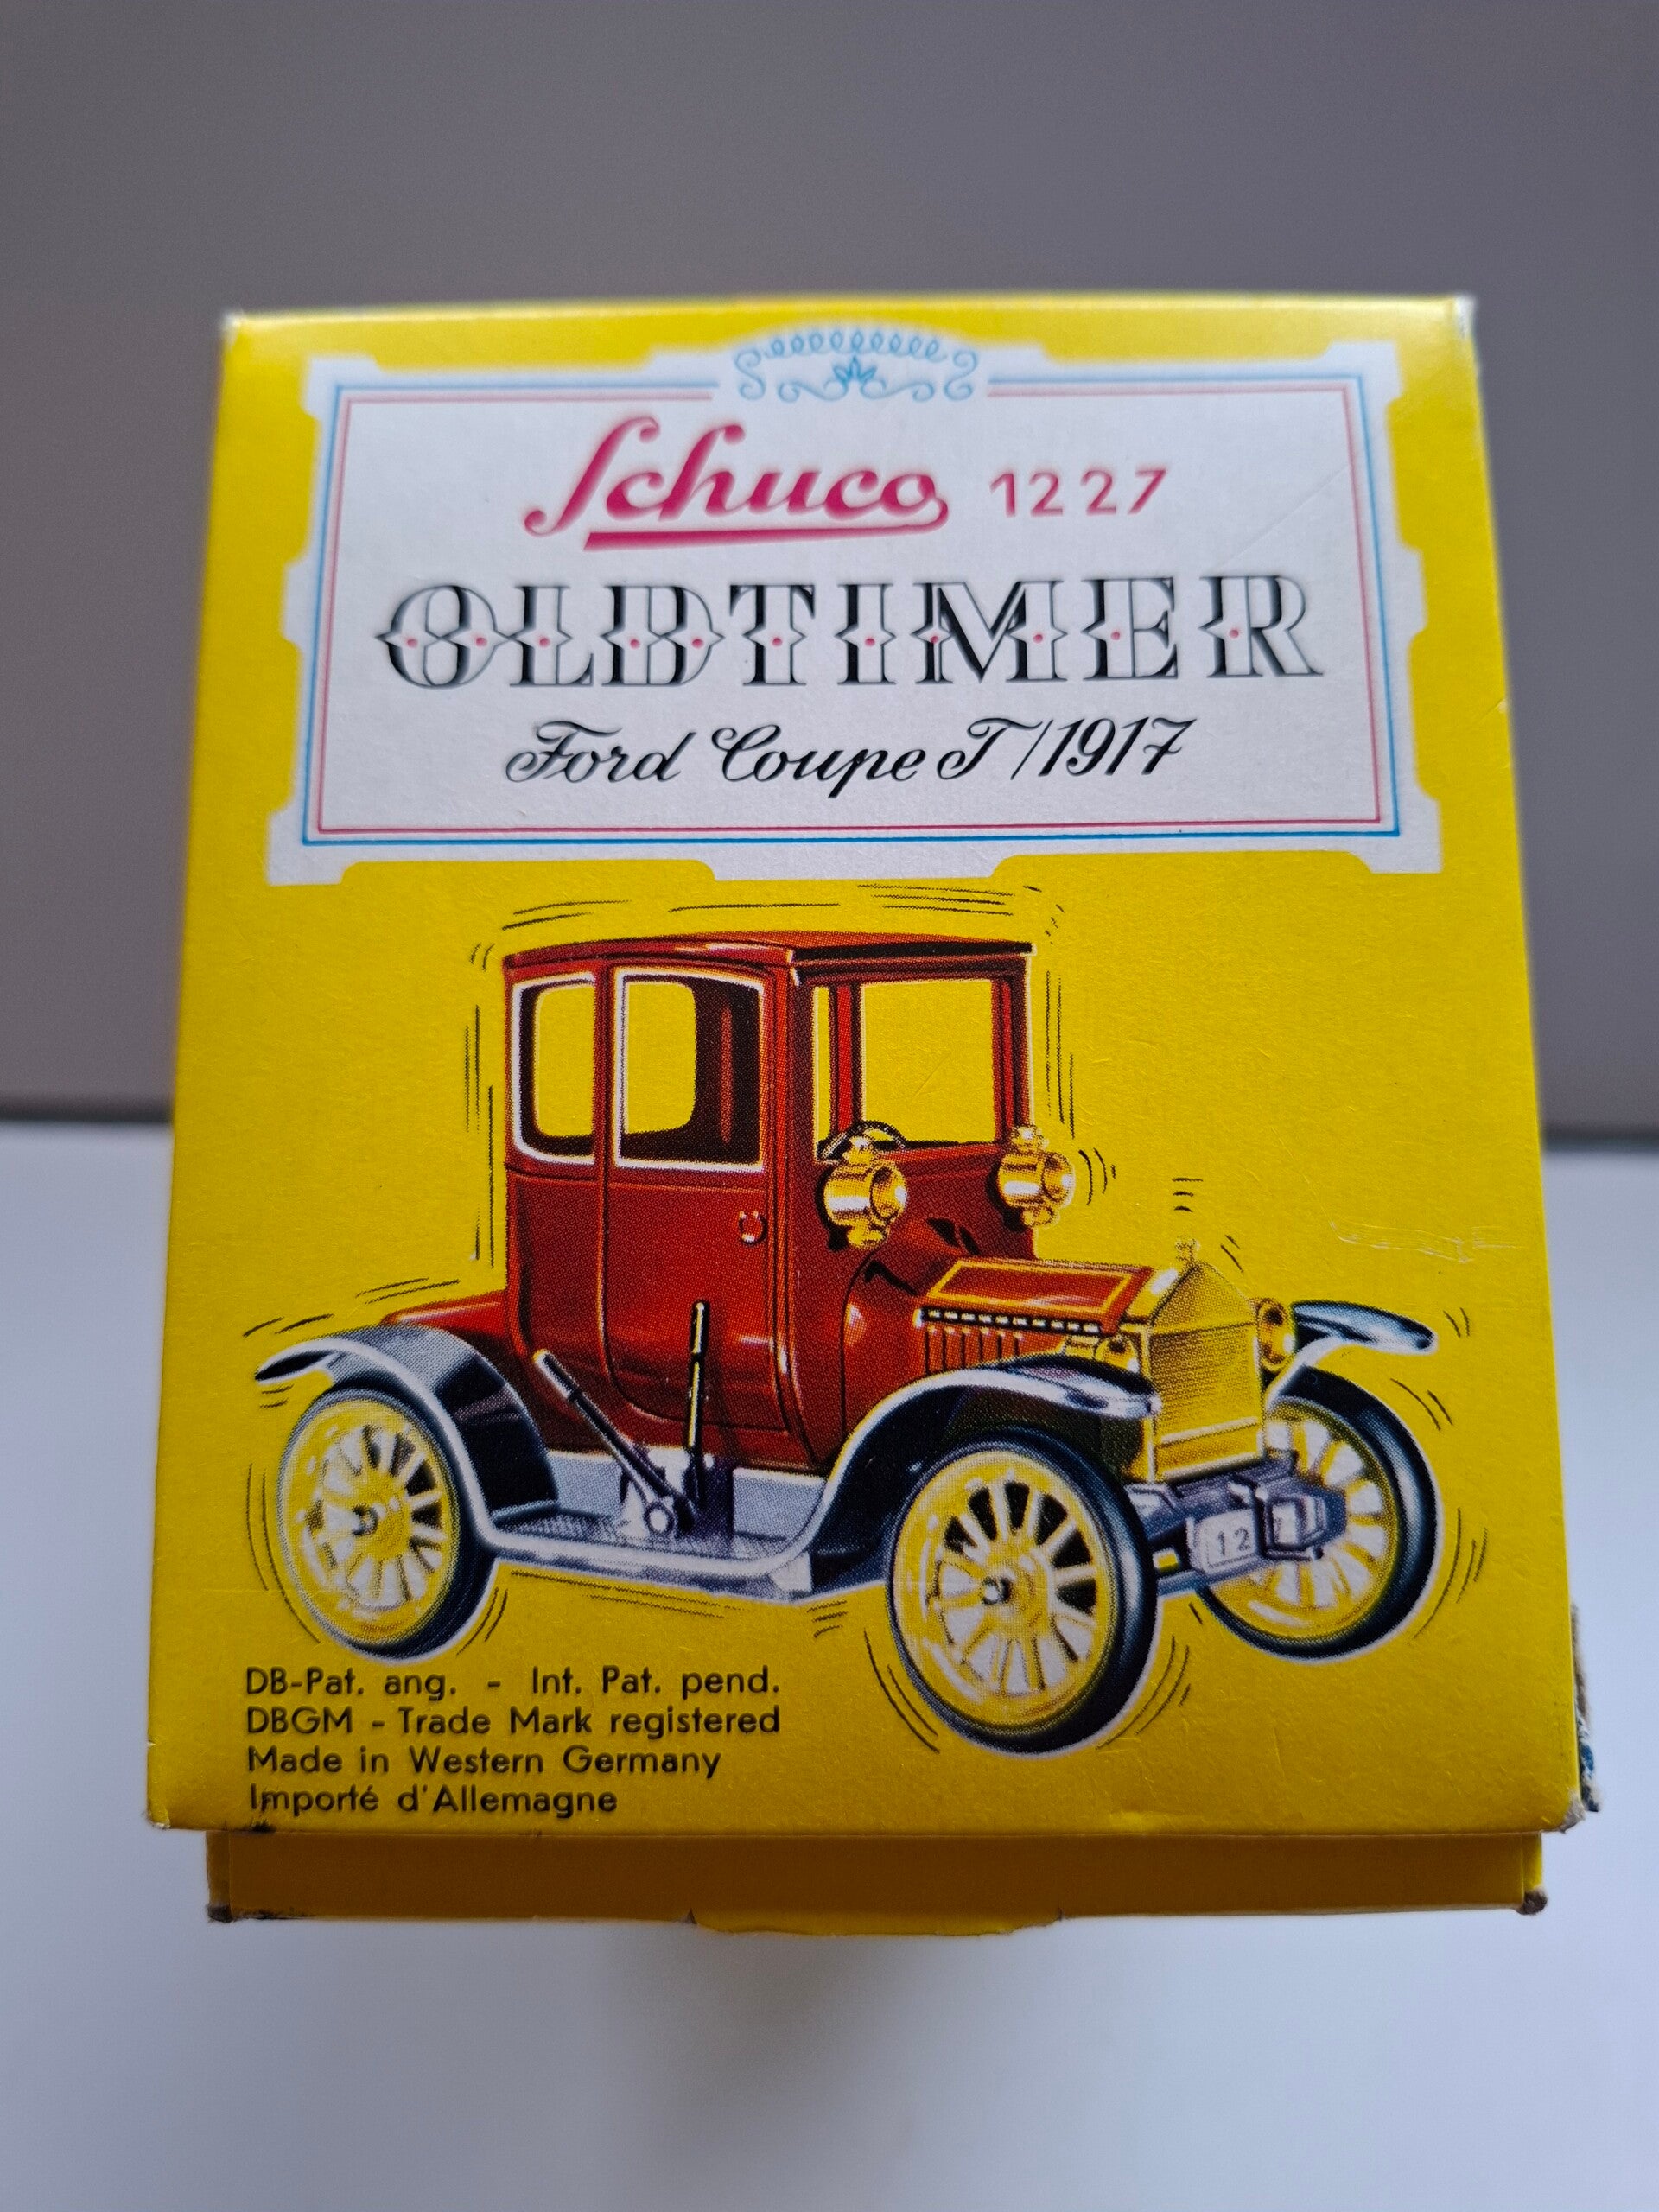 Schuco 1227
OLDTIMER
Ford Coupe T/1917
12
DB-Pat. ang. - Int. Pat. pend.
DBGM - Trade Mark registered
Made in Western Germany
Importé d'Allemagne